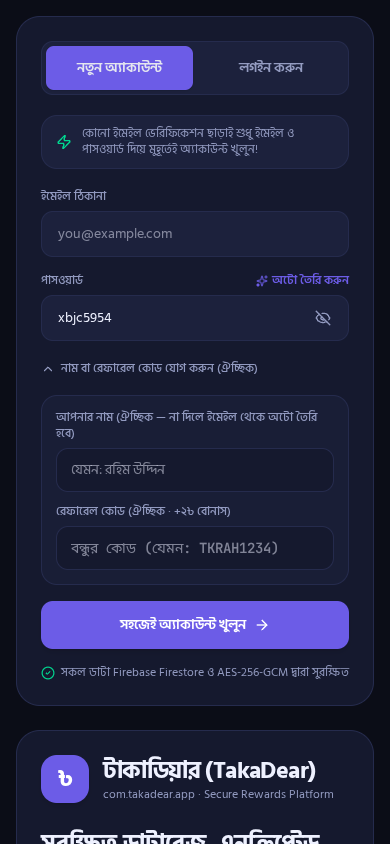 নতুন অ্যাকাউন্ট
লগইন করুন
কোনো ইমেইল ভেরিফিকেশন ছাড়াই শুধু ইমেইল ও
পাসওয়ার্ড দিয়ে মুহূর্তেই অ্যাকাউন্ট খুলুন!
ইমেইল ঠিকানা
you@example.com
পাসওয়ার্ড
অটো তৈরি করুন
xbjc5954
নাম বা রেফারেল কোড যোগ করুন (ঐচ্ছিক)
আপনার নাম (ঐচ্ছিক — না দিলে ইমেইল থেকে অটো তৈরি
হবে)
যেমন: রহিম উদ্দিন
রেফারেল কোড (ঐচ্ছিক · +২৳ বোনাস)
বন্ধুর কোড (যেমন: TKRAH1234)
সহজেই অ্যাকাউন্ট খুলুন →
সকল ডাটা Firebase Firestore ও AES-256-GCM দ্বারা সুরক্ষিত
৳
টাকাডিয়ার (TakaDear)
com.takadear.app · Secure Rewards Platform
সুরক্ষিত ডাটাবেজ, এনক্রিপ্টেড